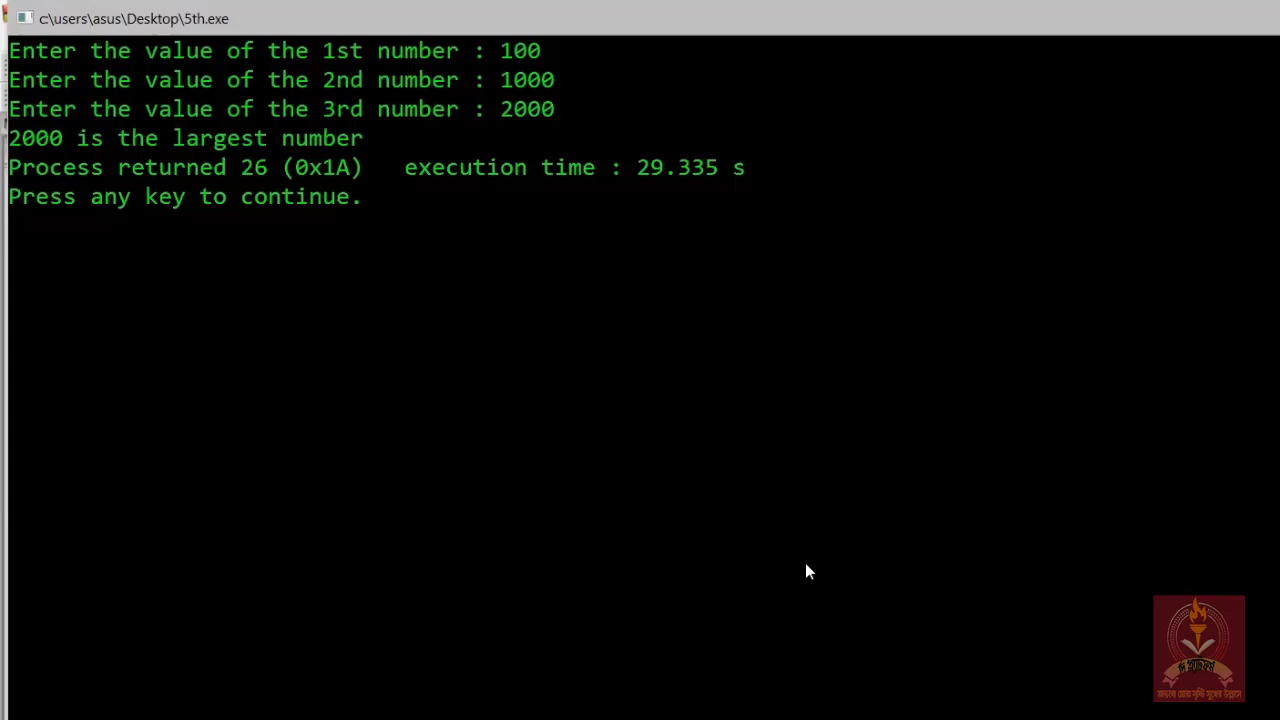 c:\users\asus\Desktop\5th.exe
Enter the value of the 1st number : 100
Enter the value of the 2nd number : 1000
Enter the value of the 3rd number : 2000
2000 is the largest number
Process returned 26 (0x1A)   execution time : 29.335 s
Press any key to continue.
দি প্লাটফর্ম